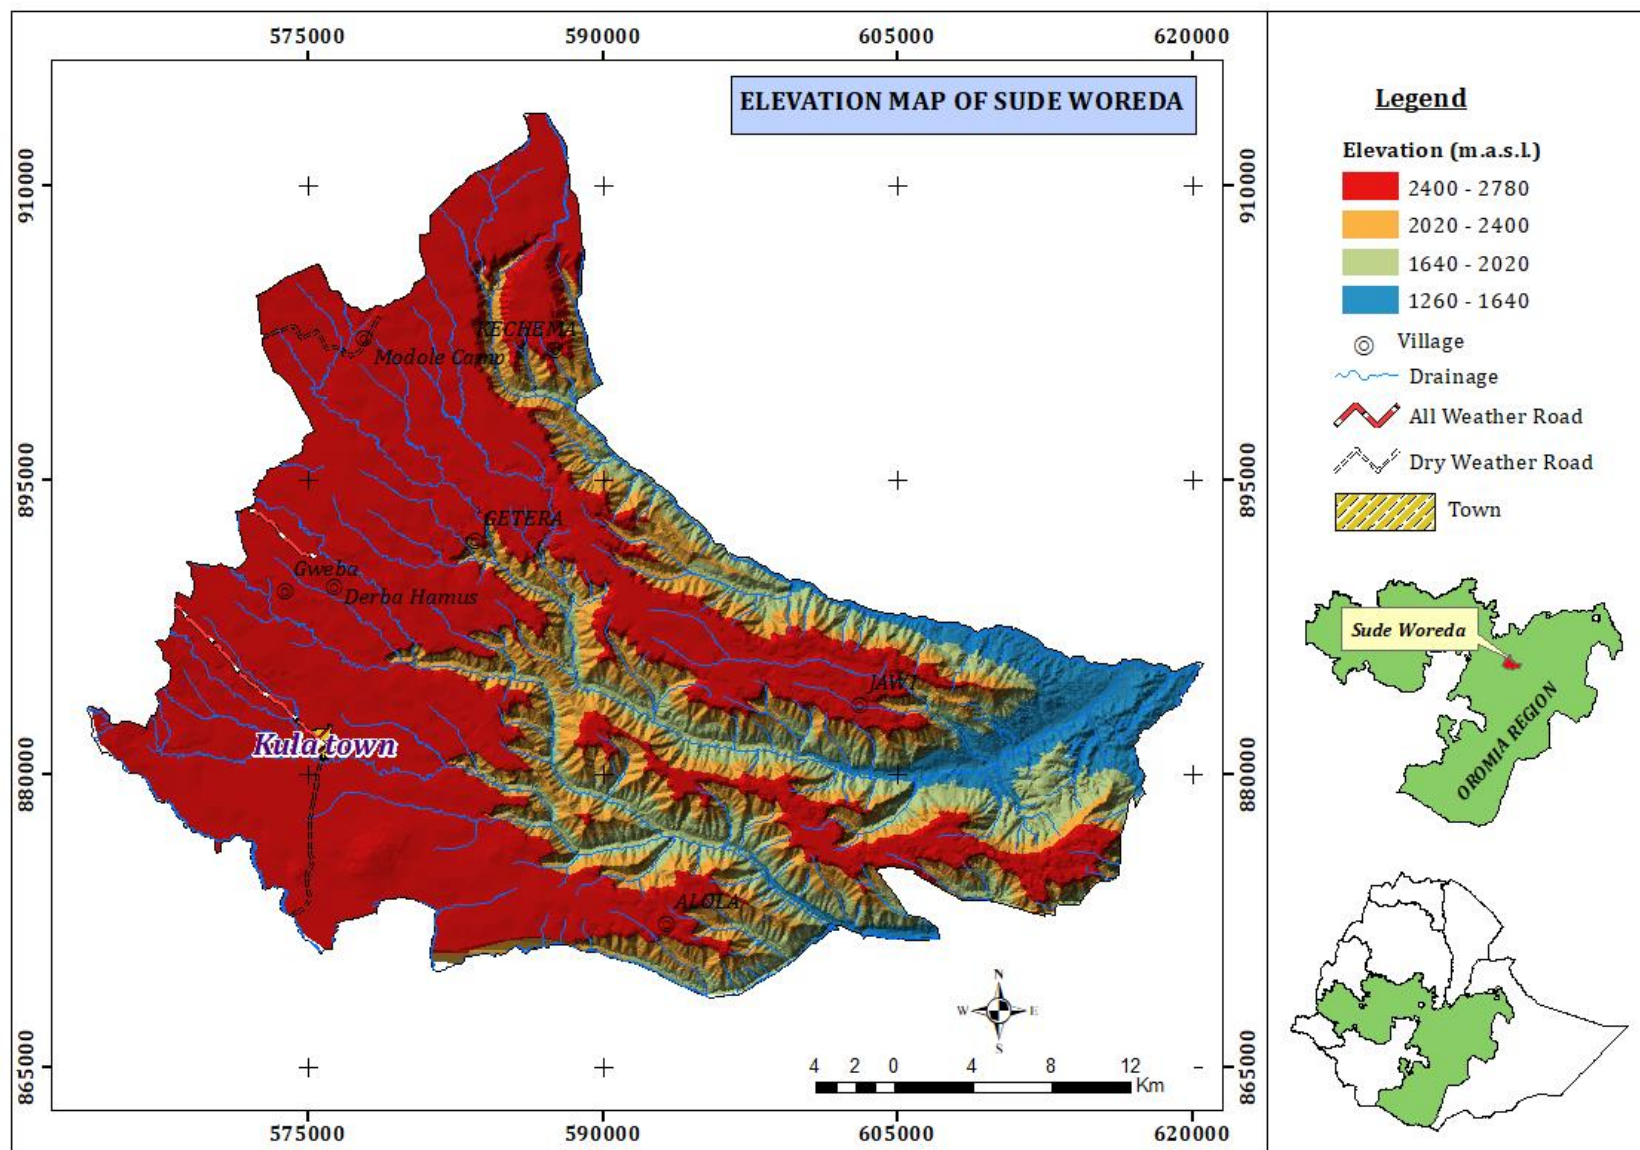 575000 590000 605000 620000
ELEVATION MAP OF SUDE WOREDA
910000 910000
895000 895000
880000 880000
865000 865000
KECHEMA
Modole Camp
GETERA
Gweba
Derba Hamus
JAWI
Kula town
ALOLA
N
W E
S
4 2 0 4 8 12
Km
575000 590000 605000 620000
Legend
Elevation (m.a.s.l.)
2400 - 2780
2020 - 2400
1640 - 2020
1260 - 1640
Village
Drainage
All Weather Road
Dry Weather Road
Town
Sude Woreda
OROMIA REGION